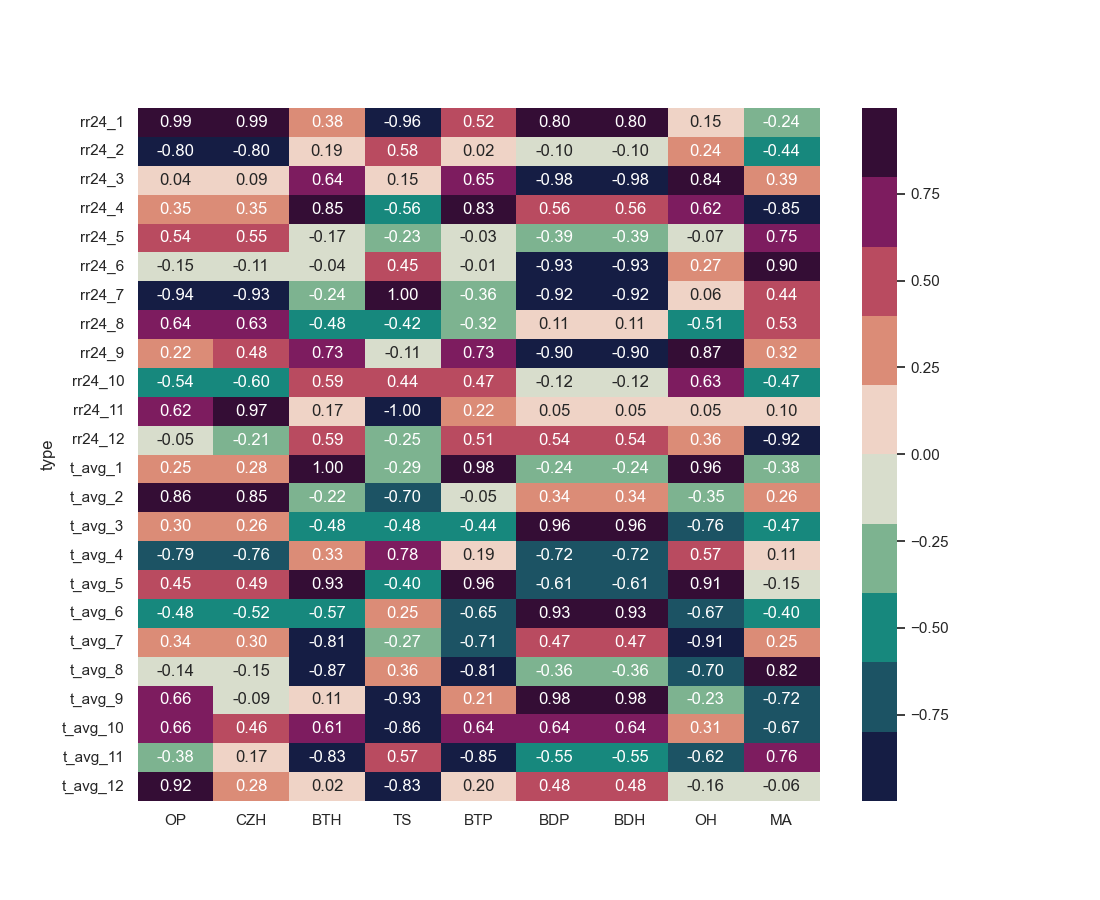 rr24_1 0.99 0.99 0.38 -0.96 0.52 0.80 0.80 0.15 -0.24
rr24_2 -0.80 -0.80 0.19 0.58 0.02 -0.10 -0.10 0.24 -0.44
rr24_3 0.04 0.09 0.64 0.15 0.65 -0.98 -0.98 0.84 0.39
0.75
rr24_4 0.35 0.35 0.85 -0.56 0.83 0.56 0.56 0.62 -0.85
rr24_5 0.54 0.55 -0.17 -0.23 -0.03 -0.39 -0.39 -0.07 0.75
rr24_6 -0.15 -0.11 -0.04 0.45 -0.01 -0.93 -0.93 0.27 0.90
0.50
rr24_7 -0.94 -0.93 -0.24 1.00 -0.36 -0.92 -0.92 0.06 0.44
rr24_8 0.64 0.63 -0.48 -0.42 -0.32 0.11 0.11 -0.51 0.53
rr24_9 0.22 0.48 0.73 -0.11 0.73 -0.90 -0.90 0.87 0.32
0.25
rr24_10 -0.54 -0.60 0.59 0.44 0.47 -0.12 -0.12 0.63 -0.47
rr24_11 0.62 0.97 0.17 -1.00 0.22 0.05 0.05 0.05 0.10
rr24_12 -0.05 -0.21 0.59 -0.25 0.51 0.54 0.54 0.36 -0.92
type
0.00
t_avg_1 0.25 0.28 1.00 -0.29 0.98 -0.24 -0.24 0.96 -0.38
t_avg_2 0.86 0.85 -0.22 -0.70 -0.05 0.34 0.34 -0.35 0.26
t_avg_3 0.30 0.26 -0.48 -0.48 -0.44 0.96 0.96 -0.76 -0.47
−0.25
t_avg_4 -0.79 -0.76 0.33 0.78 0.19 -0.72 -0.72 0.57 0.11
t_avg_5 0.45 0.49 0.93 -0.40 0.96 -0.61 -0.61 0.91 -0.15
t_avg_6 -0.48 -0.52 -0.57 0.25 -0.65 0.93 0.93 -0.67 -0.40
−0.50
t_avg_7 0.34 0.30 -0.81 -0.27 -0.71 0.47 0.47 -0.91 0.25
t_avg_8 -0.14 -0.15 -0.87 0.36 -0.81 -0.36 -0.36 -0.70 0.82
t_avg_9 0.66 -0.09 0.11 -0.93 0.21 0.98 0.98 -0.23 -0.72
−0.75
t_avg_10 0.66 0.46 0.61 -0.86 0.64 0.64 0.64 0.31 -0.67
t_avg_11 -0.38 0.17 -0.83 0.57 -0.85 -0.55 -0.55 -0.62 0.76
t_avg_12 0.92 0.28 0.02 -0.83 0.20 0.48 0.48 -0.16 -0.06
OP CZH BTH TS BTP BDP BDH OH MA